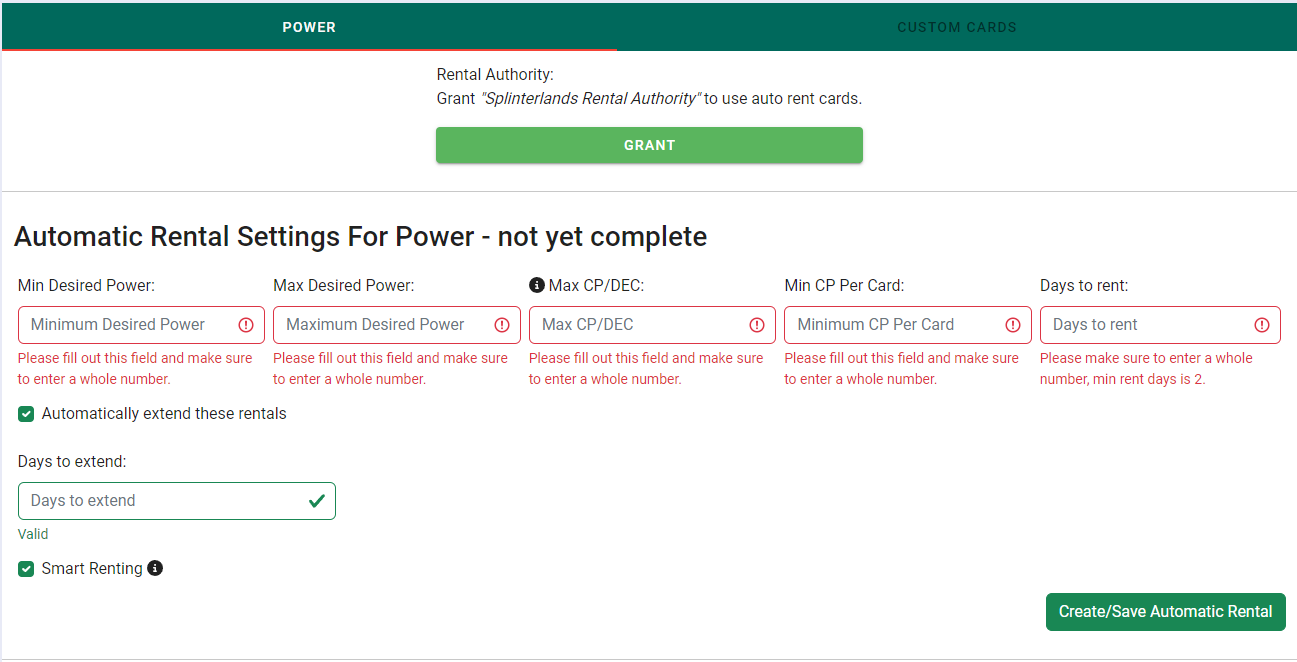 POWER
CUSTOM CARDS
Rental Authority:
Grant "Splinterlands Rental Authority" to use auto rent cards.
GRANT
Automatic Rental Settings For Power - not yet complete
Min Desired Power:
Max Desired Power:
Max CP/DEC:
Min CP Per Card:
Days to rent:
Minimum Desired Power
Maximum Desired Power
Max CP/DEC
Minimum CP Per Card
Days to rent
Please fill out this field and make sure
to enter a whole number.
Please fill out this field and make sure
to enter a whole number.
Please fill out this field and make sure
to enter a whole number.
Please fill out this field and make sure
to enter a whole number.
Please make sure to enter a whole
number, min rent days is 2.
Automatically extend these rentals
Days to extend:
Days to extend
Valid
Smart Renting
Create/Save Automatic Rental